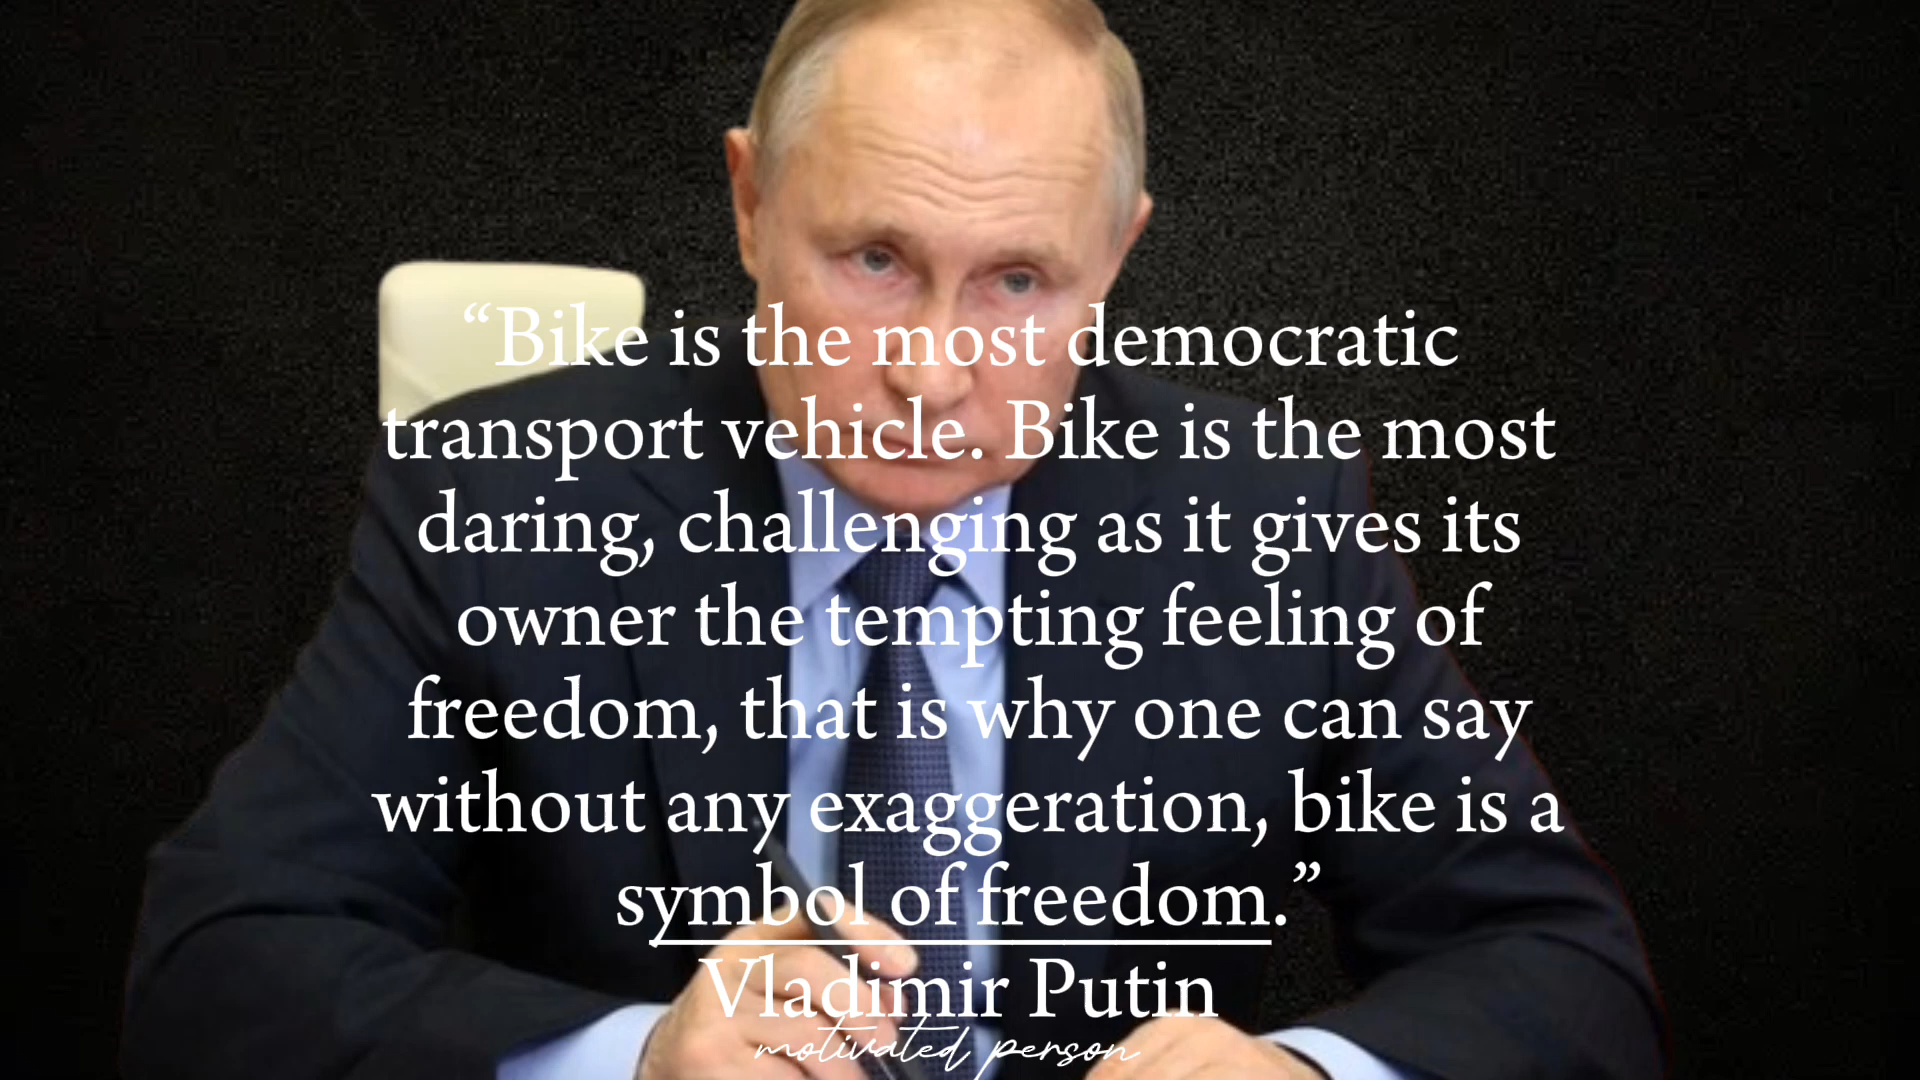 “Bike is the most democratic
transport vehicle. Bike is the most
daring, challenging as it gives its
owner the tempting feeling of
freedom, that is why one can say
without any exaggeration, bike is a
symbol of freedom.”
Vladimir Putin
motivated person